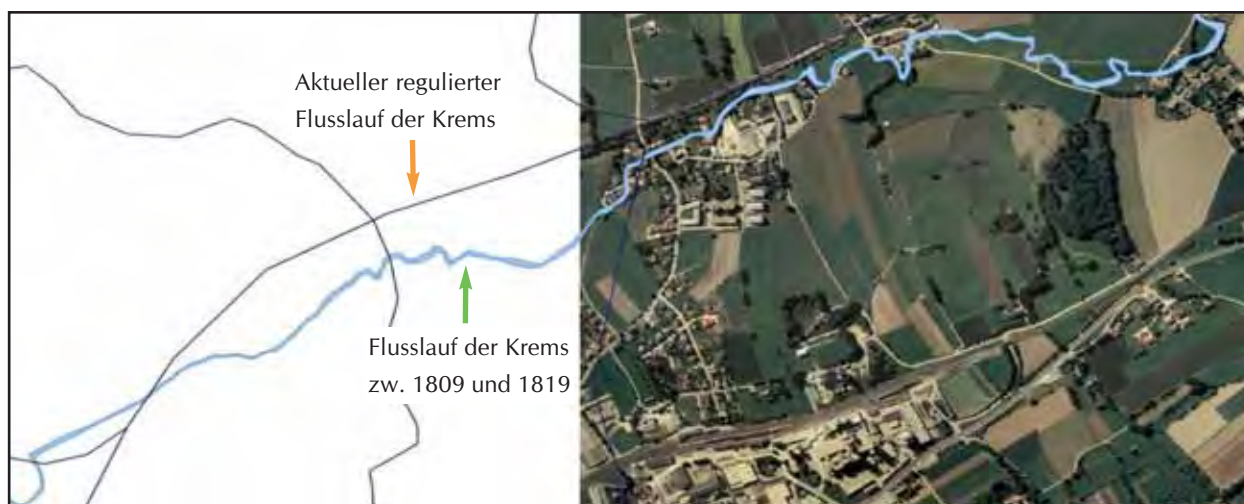 Aktueller regulierter
Flusslauf der Krems
Flusslauf der Krems
zw. 1809 und 1819